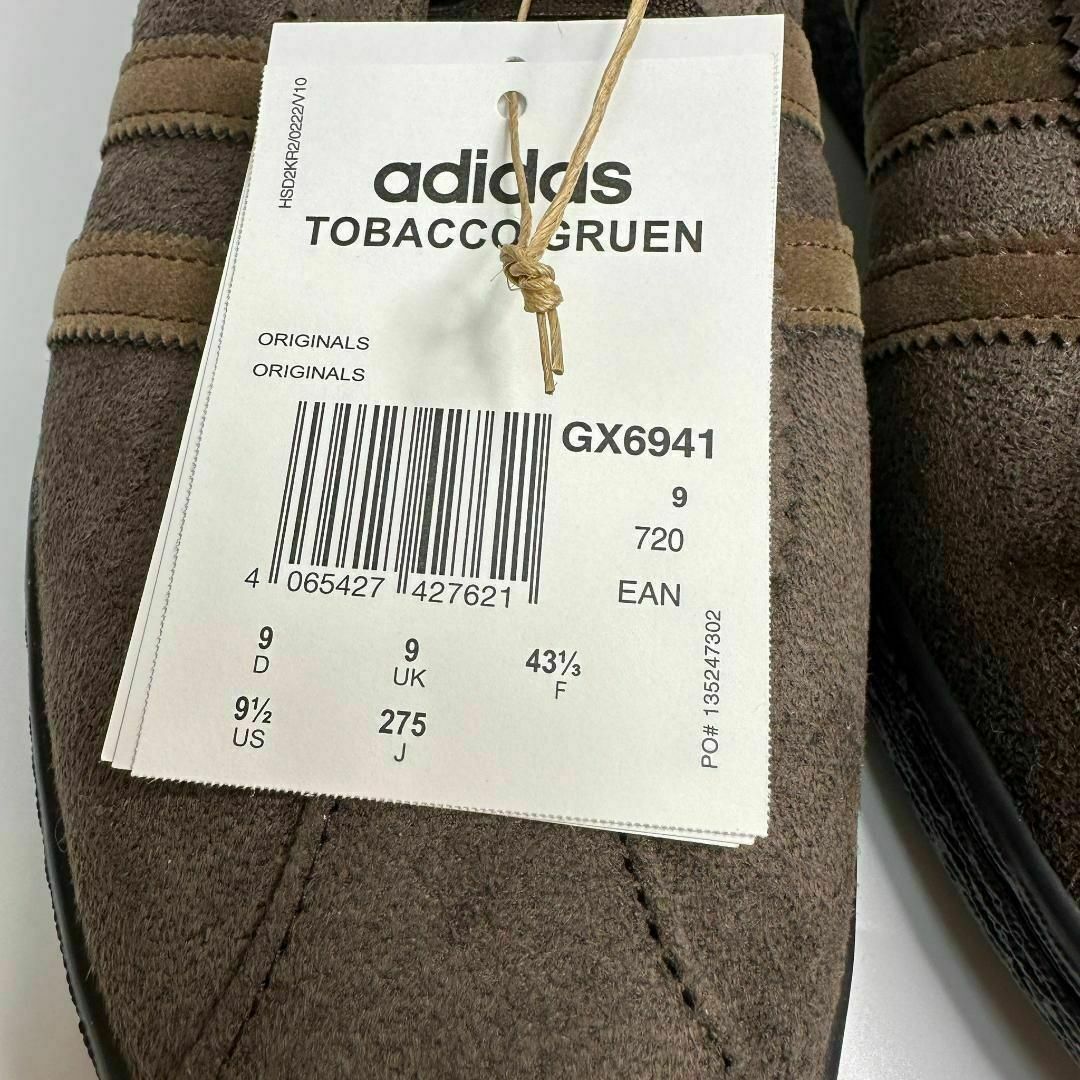 HSD2KR2/0222/V10
adidas
TOBACCO GRUEN
ORIGINALS
ORIGINALS
GX6941
9
720
EAN
4 065427 427621
9 9 43⅓
D UK F
9½ 275
US J
PO# 135247302